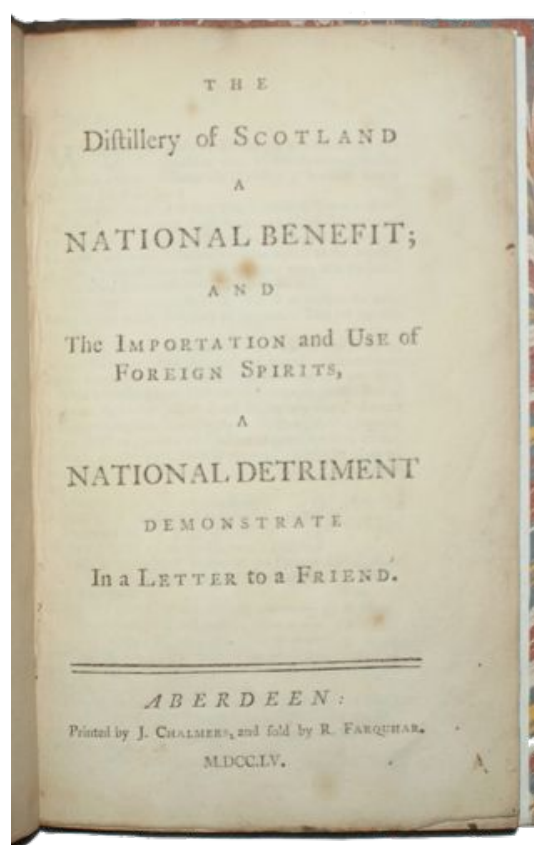 THE
Diſtillery of SCOTLAND
A
NATIONAL BENEFIT;
AND
The IMPORTATION and USE of
FOREIGN SPIRITS,
A
NATIONAL DETRIMENT
DEMONSTRATE
In a LETTER to a FRIEND.
ABERDEEN:
Printed by J. CHALMERS, and ſold by R. FARQUHAR.
M.DCC.LV.
A